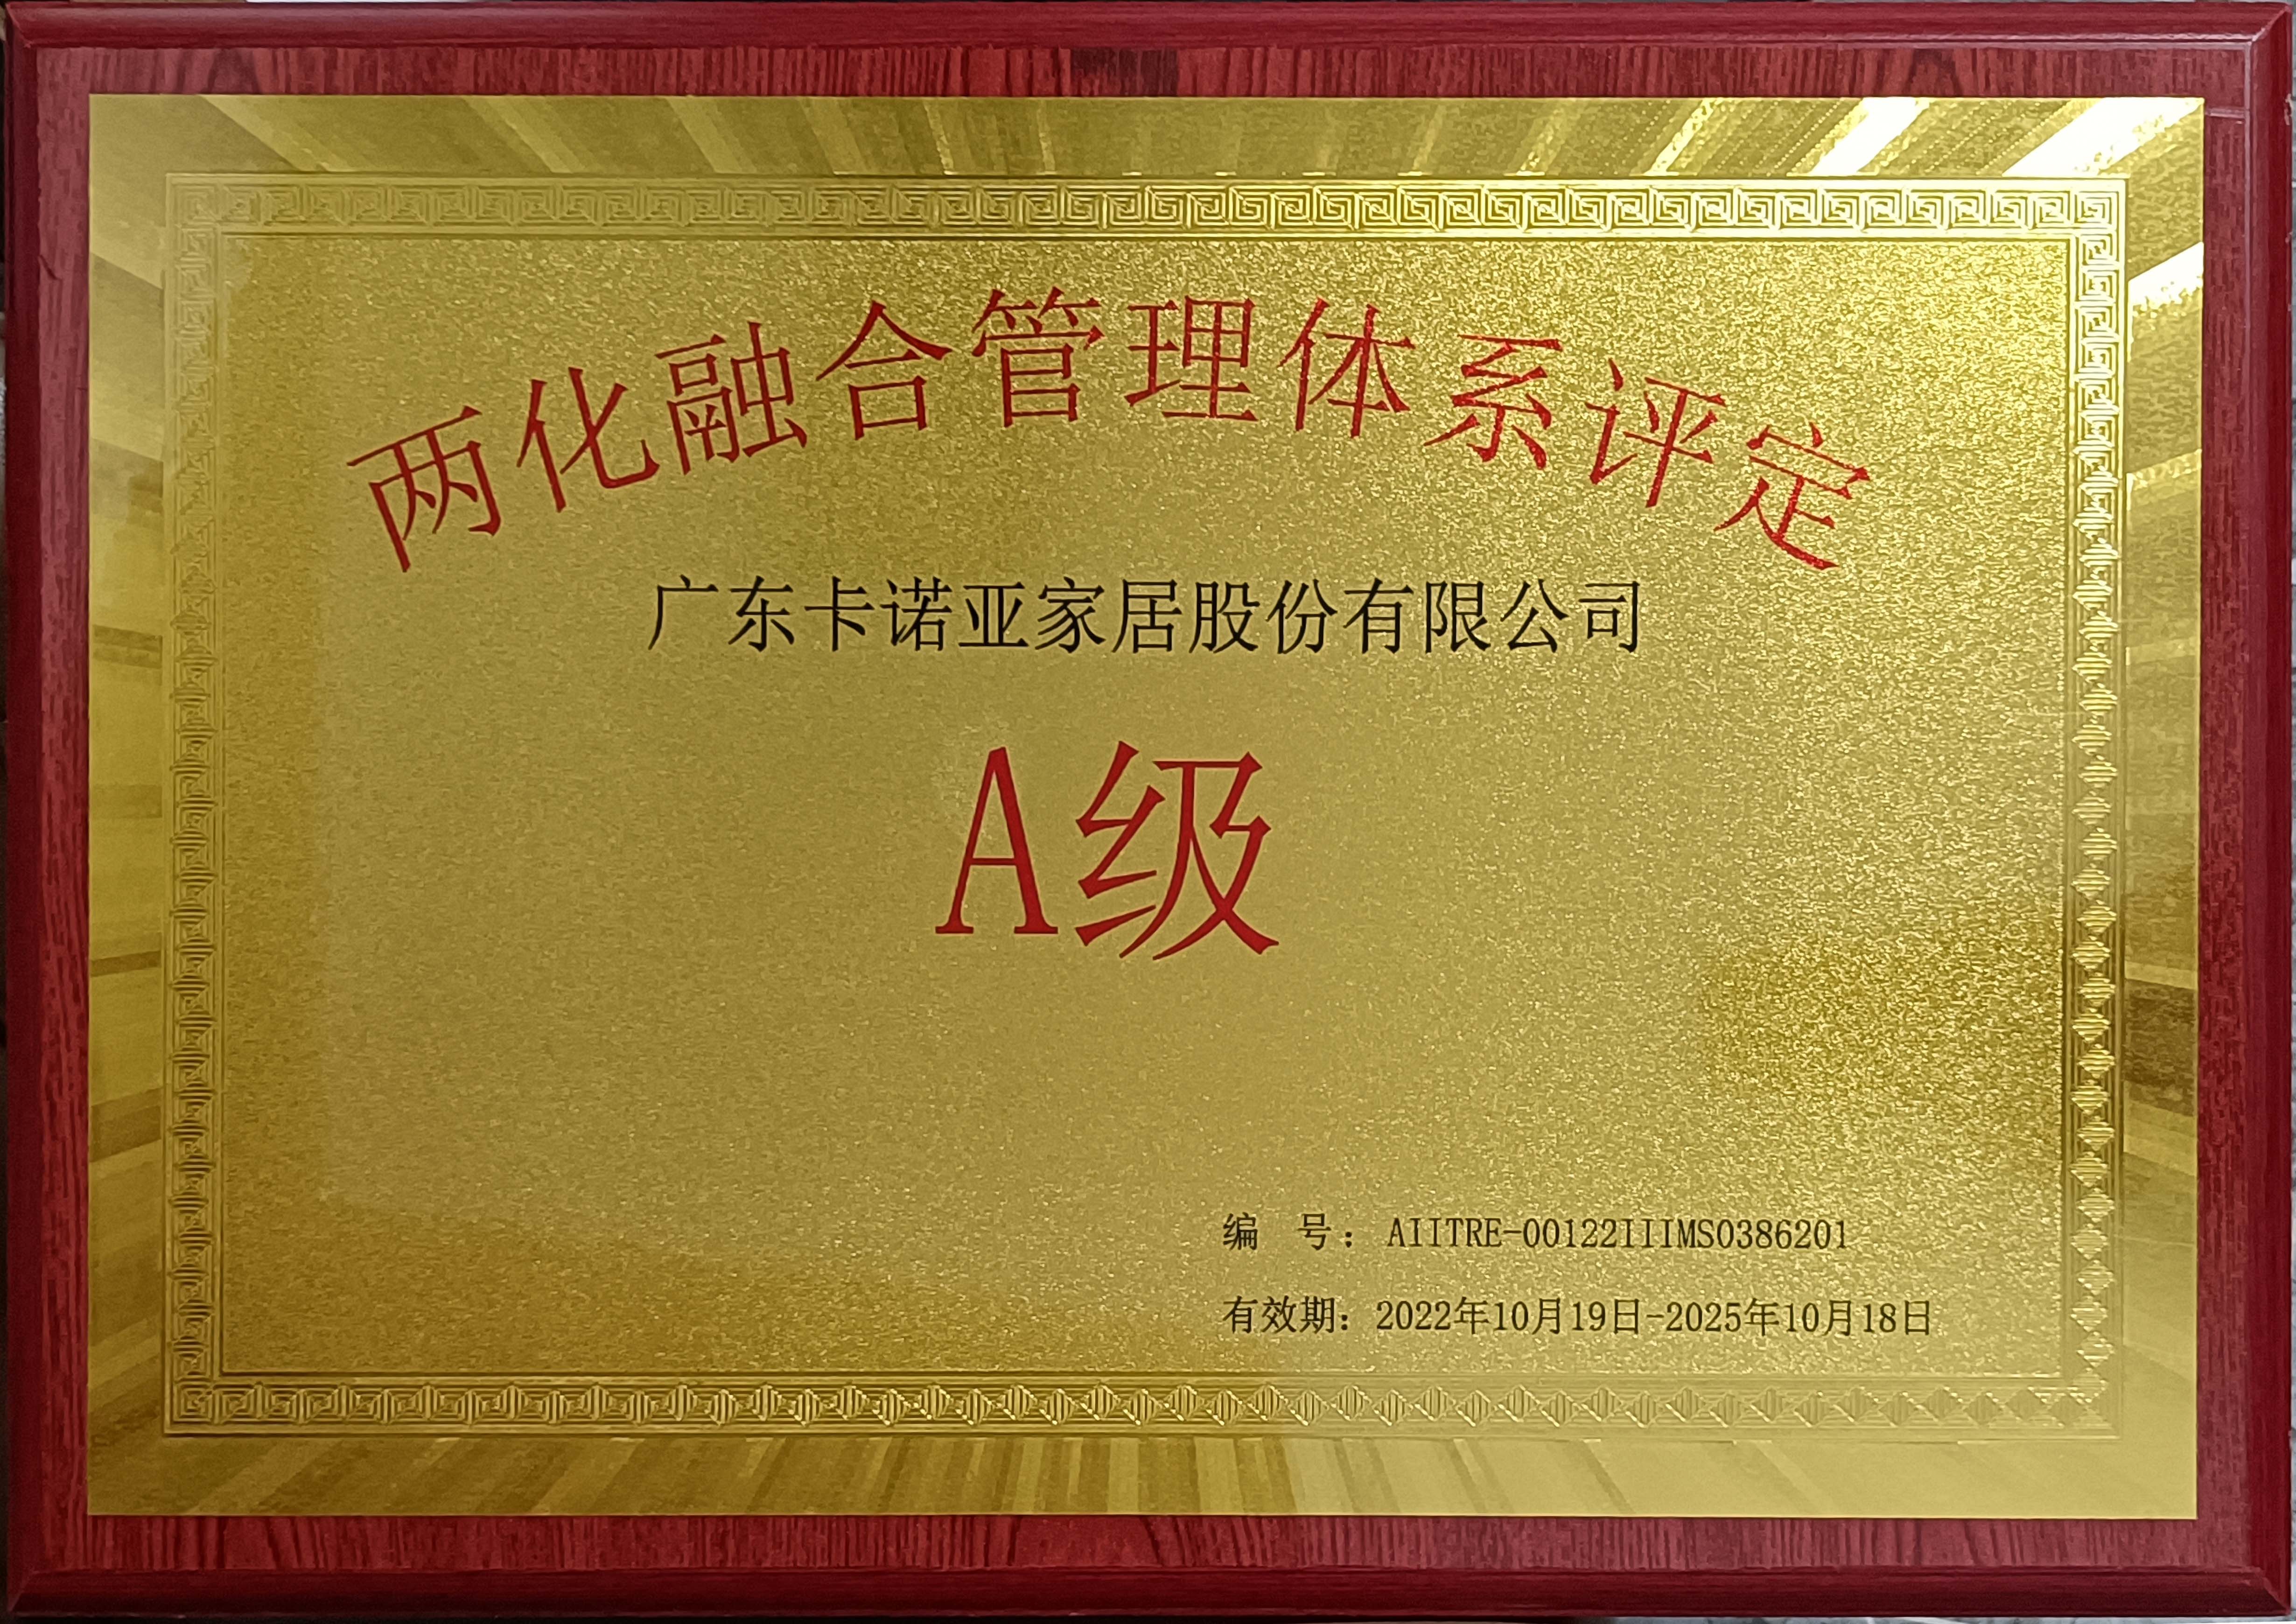 两化融合管理体系评定
广东卡诺亚家居股份有限公司
A级
编 号：AIITRE-00122IIIMS0386201
有效期：2022年10月19日-2025年10月18日